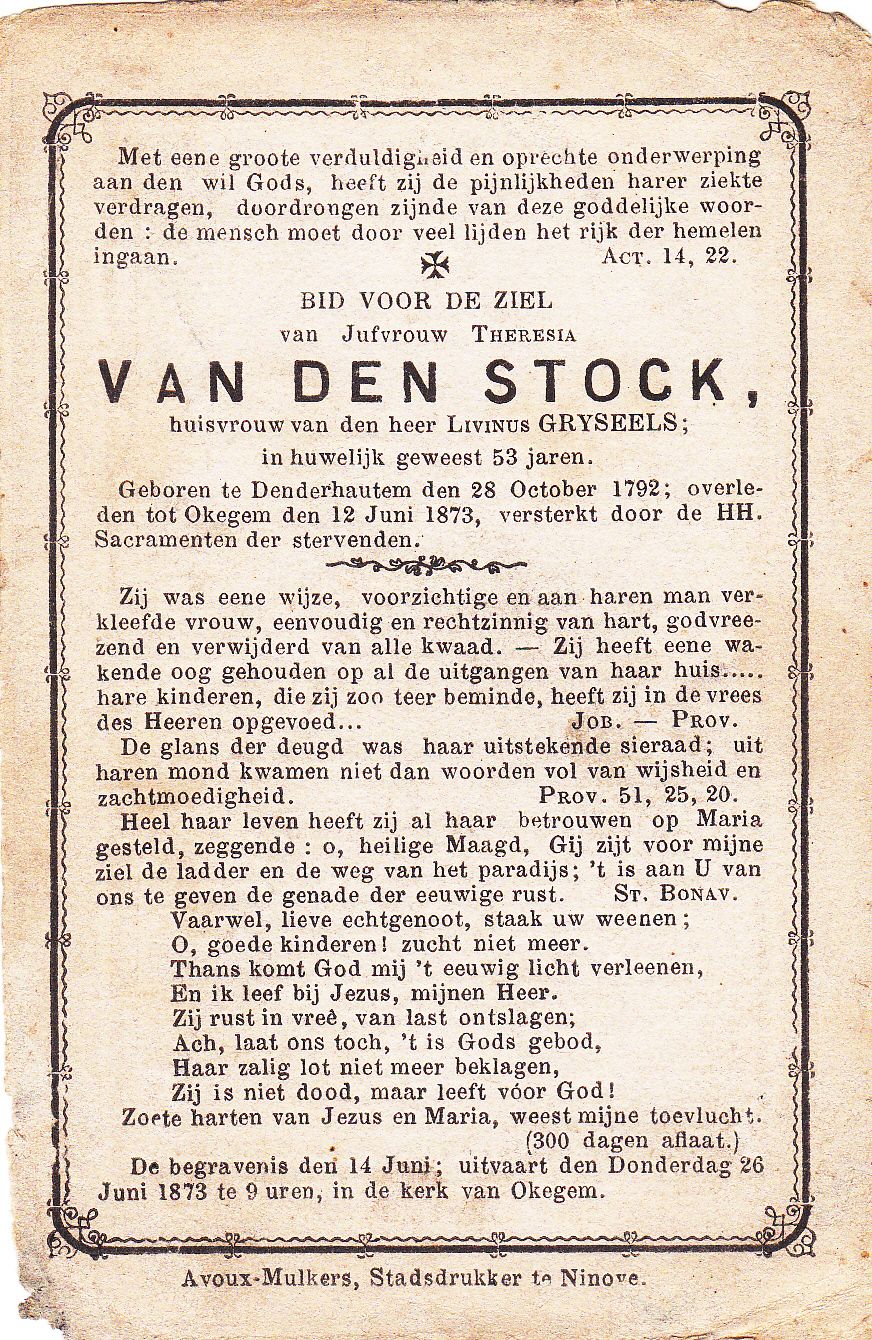 Met eene groote verduldigheid en oprechte onderwerping
aan den wil Gods, heeft zij de pijnlijkheden harer ziekte
verdragen, doordrongen zijnde van deze goddelijke woor-
den : de mensch moet door veel lijden het rijk der hemelen
ingaan. ACT. 14, 22.
BID VOOR DE ZIEL
van Jufvrouw THERESIA
VAN DEN STOCK,
huisvrouw van den heer LIVINUS GRYSEELS;
in huwelijk geweest 53 jaren.
Geboren te Denderhautem den 28 October 1792; overle-
den tot Okegem den 12 Juni 1873, versterkt door de HH.
Sacramenten der stervenden.
Zij was eene wijze, voorzichtige en aan haren man ver-
kleefde vrouw, eenvoudig en rechtzinnig van hart, godvree-
zend en verwijderd van alle kwaad. — Zij heeft eene wa-
kende oog gehouden op al de uitgangen van haar huis.....
hare kinderen, die zij zoo teer beminde, heeft zij in de vrees
des Heeren opgevoed... JOB. — PROV.
De glans der deugd was haar uitstekende sieraad; uit
haren mond kwamen niet dan woorden vol van wijsheid en
zachtmoedigheid. PROV. 51, 25, 20.
Heel haar leven heeft zij al haar betrouwen op Maria
gesteld, zeggende : o, heilige Maagd, Gij zijt voor mijne
ziel de ladder en de weg van het paradijs; 't is aan U van
ons te geven de genade der eeuwige rust. ST. BONAV.
Vaarwel, lieve echtgenoot, staak uw weenen ;
O, goede kinderen! zucht niet meer.
Thans komt God mij 't eeuwig licht verleenen,
En ik leef bij Jezus, mijnen Heer.
Zij rust in vreê, van last ontslagen;
Ach, laat ons toch, 't is Gods gebod,
Haar zalig lot niet meer beklagen,
Zij is niet dood, maar leeft vóor God!
Zoete harten van Jezus en Maria, weest mijne toevlucht.
(300 dagen aflaat.)
De begravenis den 14 Juni; uitvaart den Donderdag 26
Juni 1873 te 9 uren, in de kerk van Okegem.
Avoux-Mulkers, Stadsdrukker te Ninove.